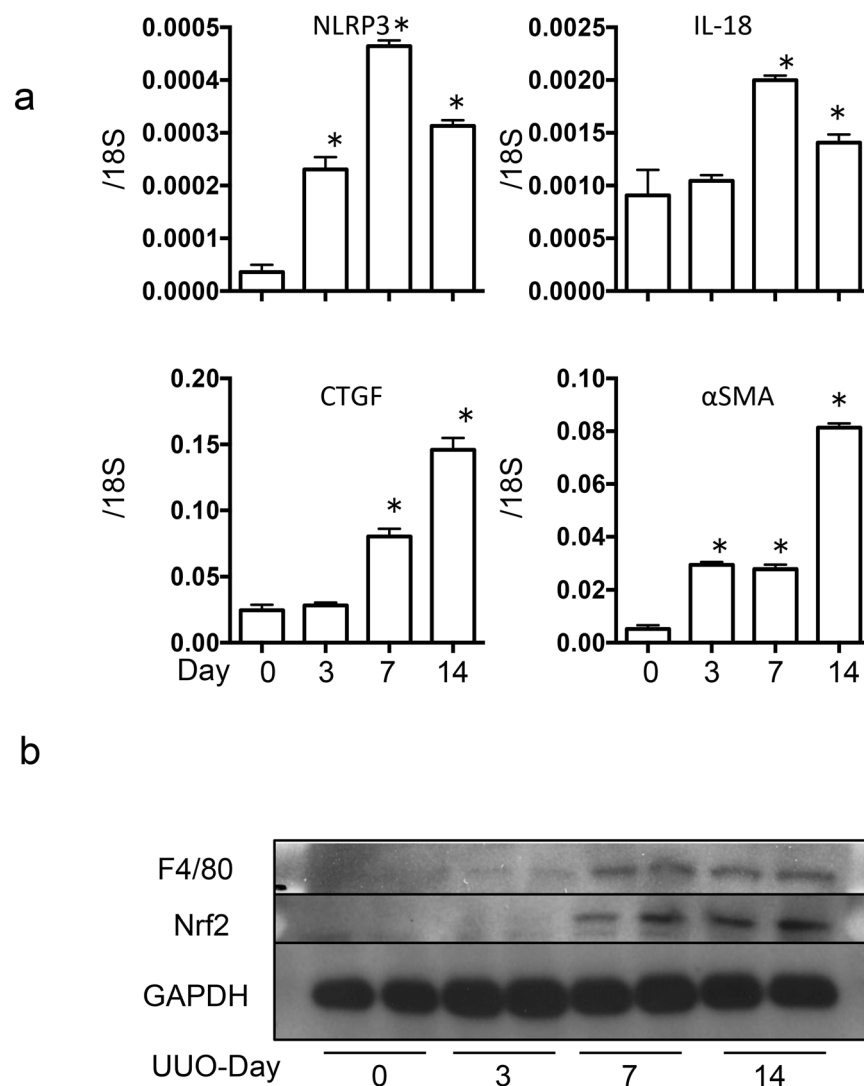 a
NLRP3*
0.0005
0.0004
0.0003
0.0002
0.0001
0.0000
/18S
*
*
IL-18
0.0025
0.0020
0.0015
0.0010
0.0005
0.0000
/18S
*
*
CTGF
0.20
0.15
0.10
0.05
0.00
/18S
*
*
Day 0 3 7 14
αSMA
0.10
0.08
0.06
0.04
0.02
0.00
/18S
*
*
*
0 3 7 14
b
F4/80
Nrf2
GAPDH
UUO-Day 0 3 7 14